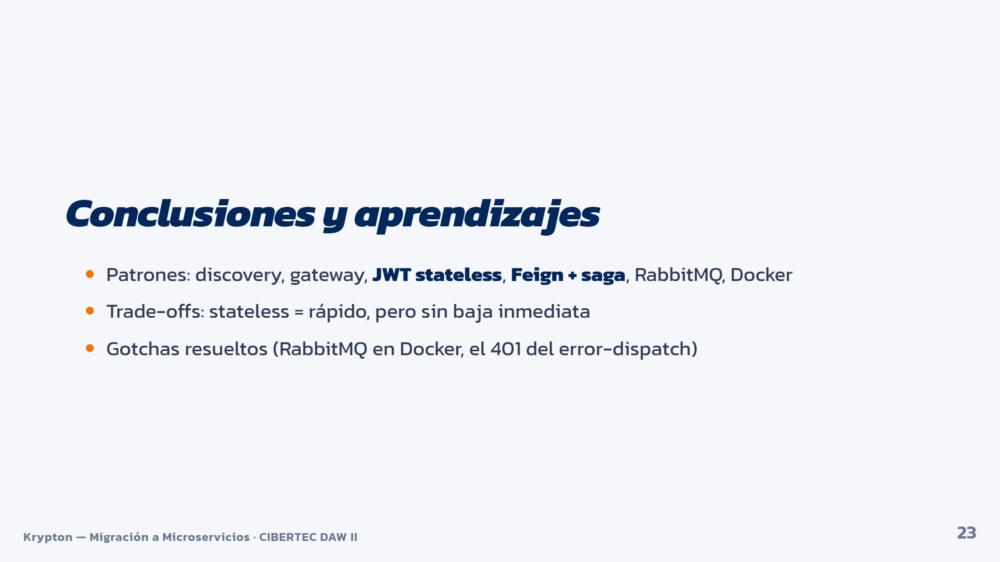 Conclusiones y aprendizajes
Patrones: discovery, gateway, JWT stateless, Feign + saga, RabbitMQ, Docker
Trade-offs: stateless = rápido, pero sin baja inmediata
Gotchas resueltos (RabbitMQ en Docker, el 401 del error-dispatch)
Krypton — Migración a Microservicios · CIBERTEC DAW II
23